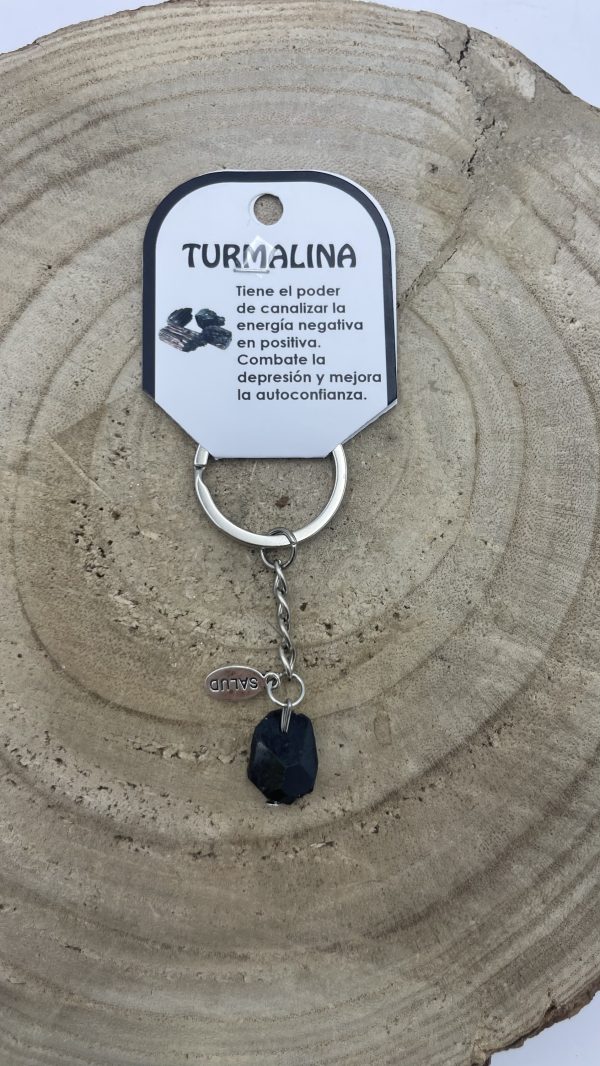 TURMALINA
Tiene el poder
de canalizar la
energía negativa
en positiva.
Combate la
depresión y mejora
la autoconfianza.
SALUD